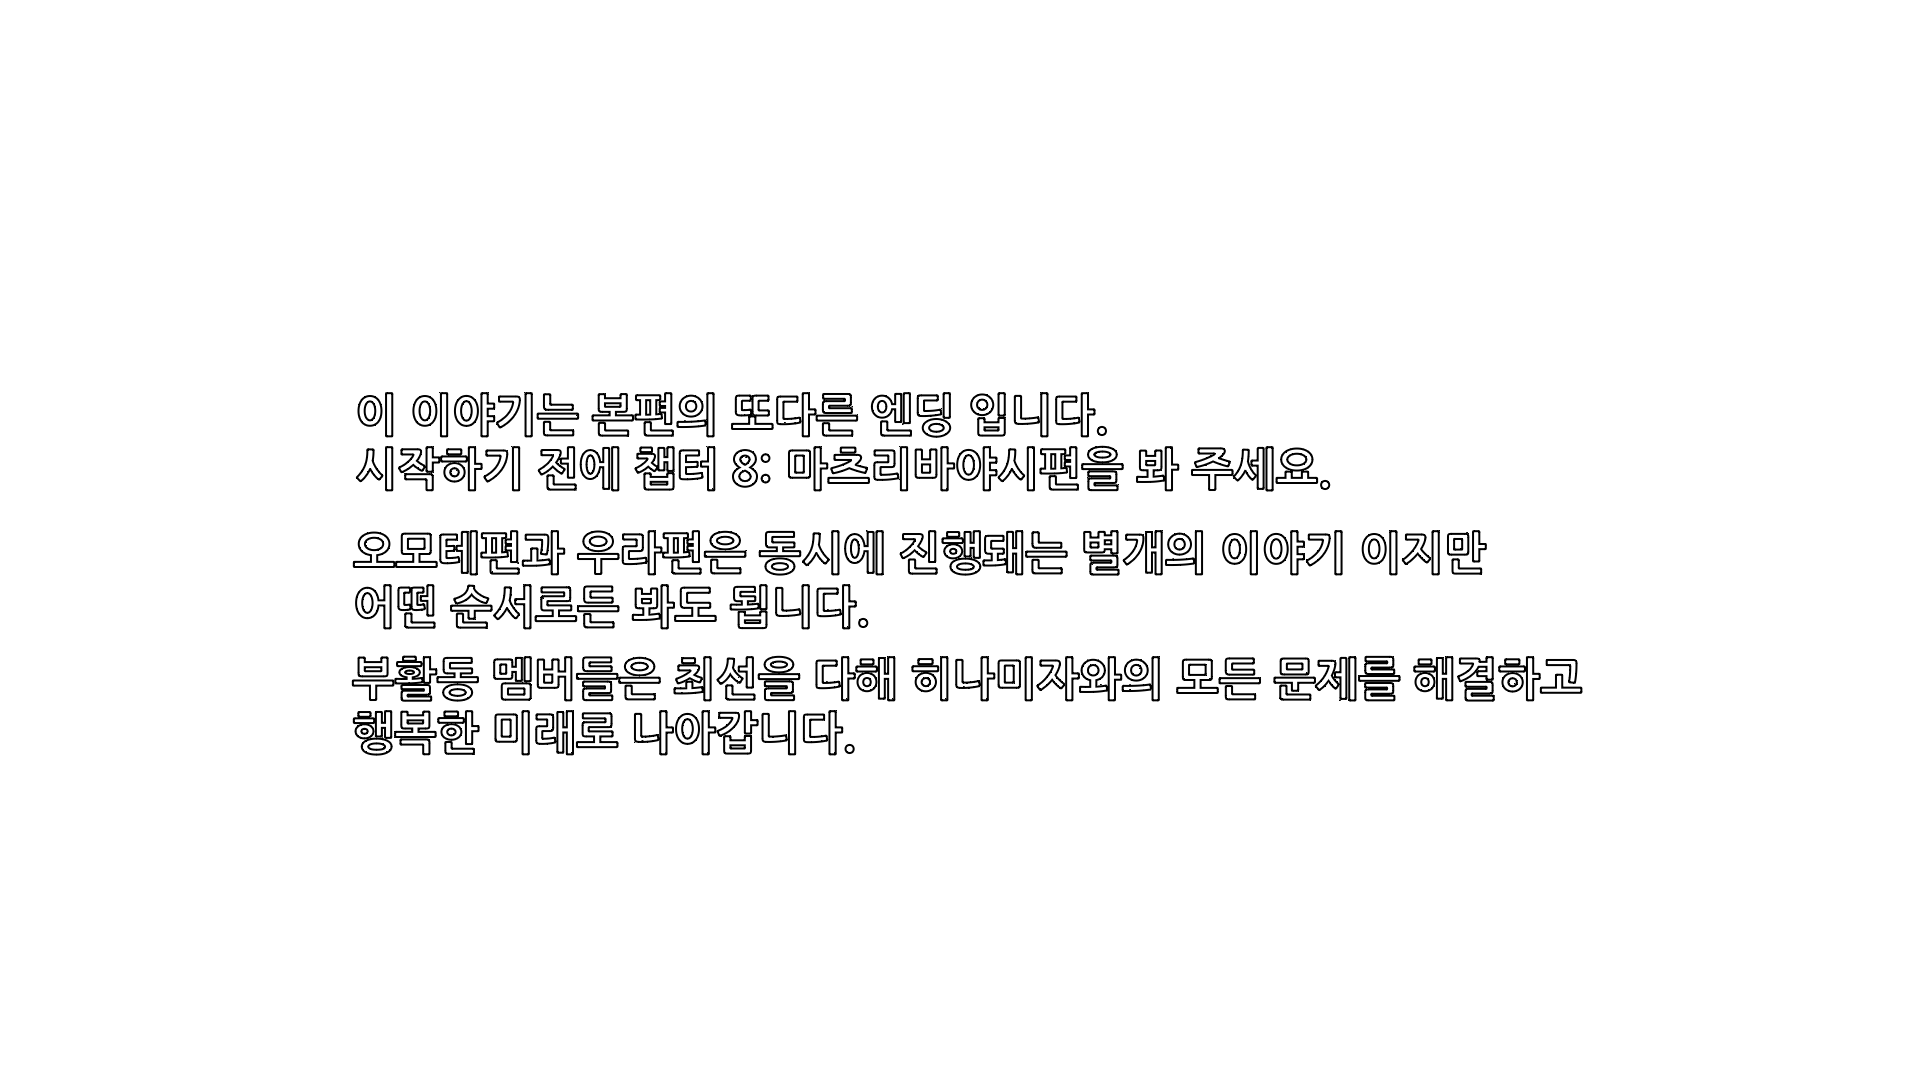 이 이야기는 본편의 또다른 엔딩 입니다.
시작하기 전에 챕터 8: 마츠리바야시편을 봐 주세요.
오모테편과 우라편은 동시에 진행돼는 별개의 이야기 이지만
어떤 순서로든 봐도 됩니다.
부활동 멤버들은 최선을 다해 히나미자와의 모든 문제를 해결하고
행복한 미래로 나아갑니다.